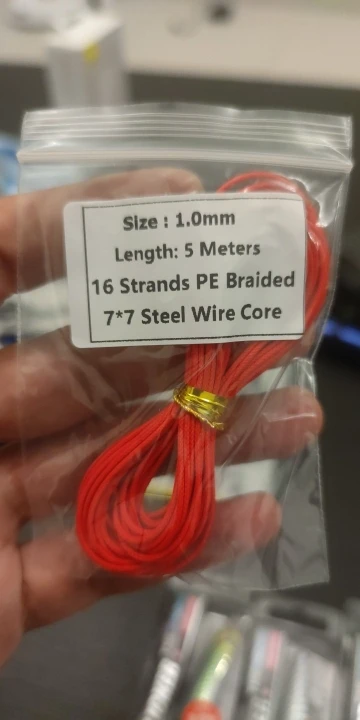 Size : 1.0mm
Length: 5 Meters
16 Strands PE Braided
7*7 Steel Wire Core